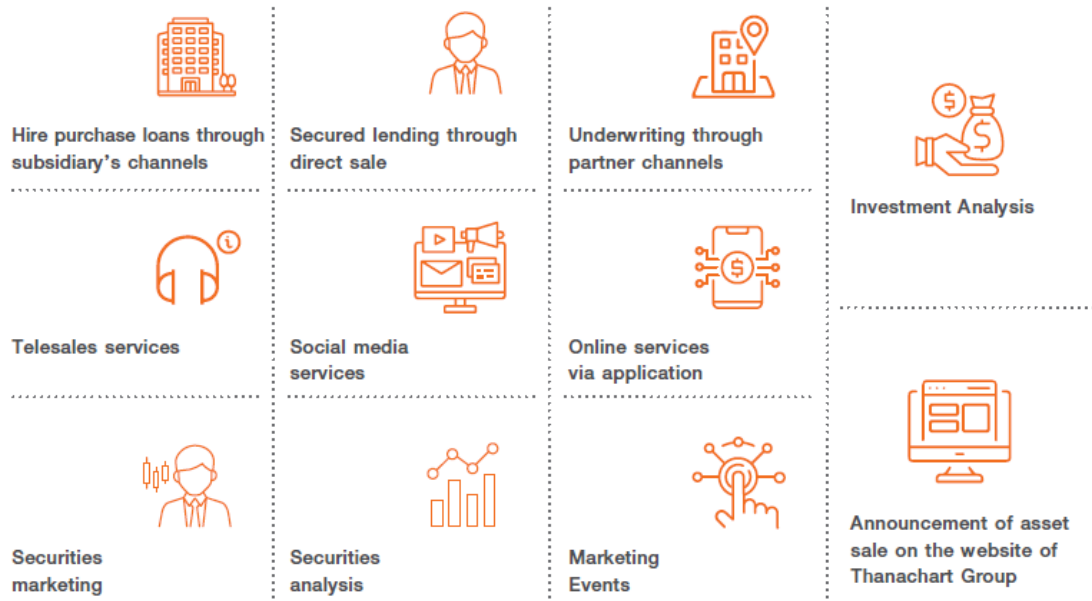 Hire purchase loans through
subsidiary's channels
Secured lending through
direct sale
Underwriting through
partner channels
Investment Analysis
Telesales services
Social media
services
Online services
via application
Securities
marketing
Securities
analysis
Marketing
Events
Announcement of asset
sale on the website of
Thanachart Group